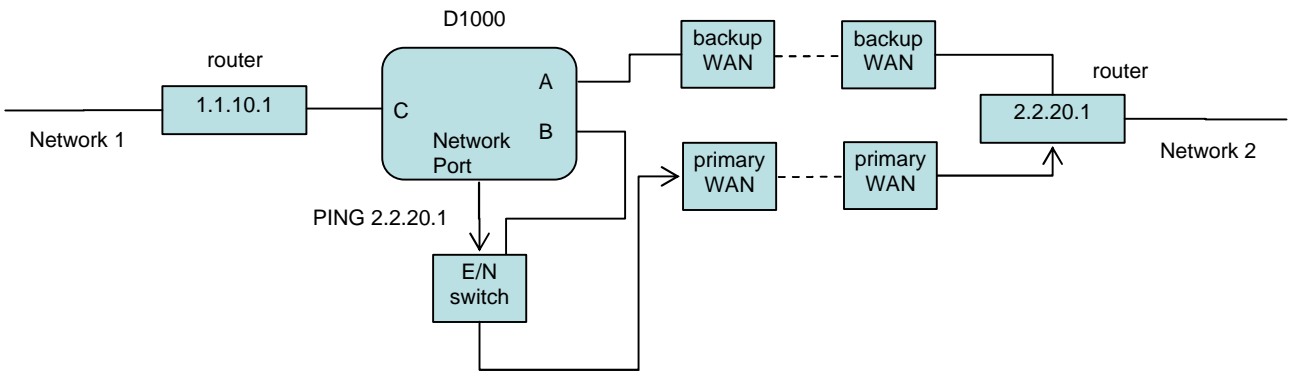 D1000
router
1.1.10.1
Network 1
C
A
B
Network
Port
PING 2.2.20.1
E/N
switch
backup
WAN
backup
WAN
primary
WAN
primary
WAN
router
2.2.20.1
Network 2